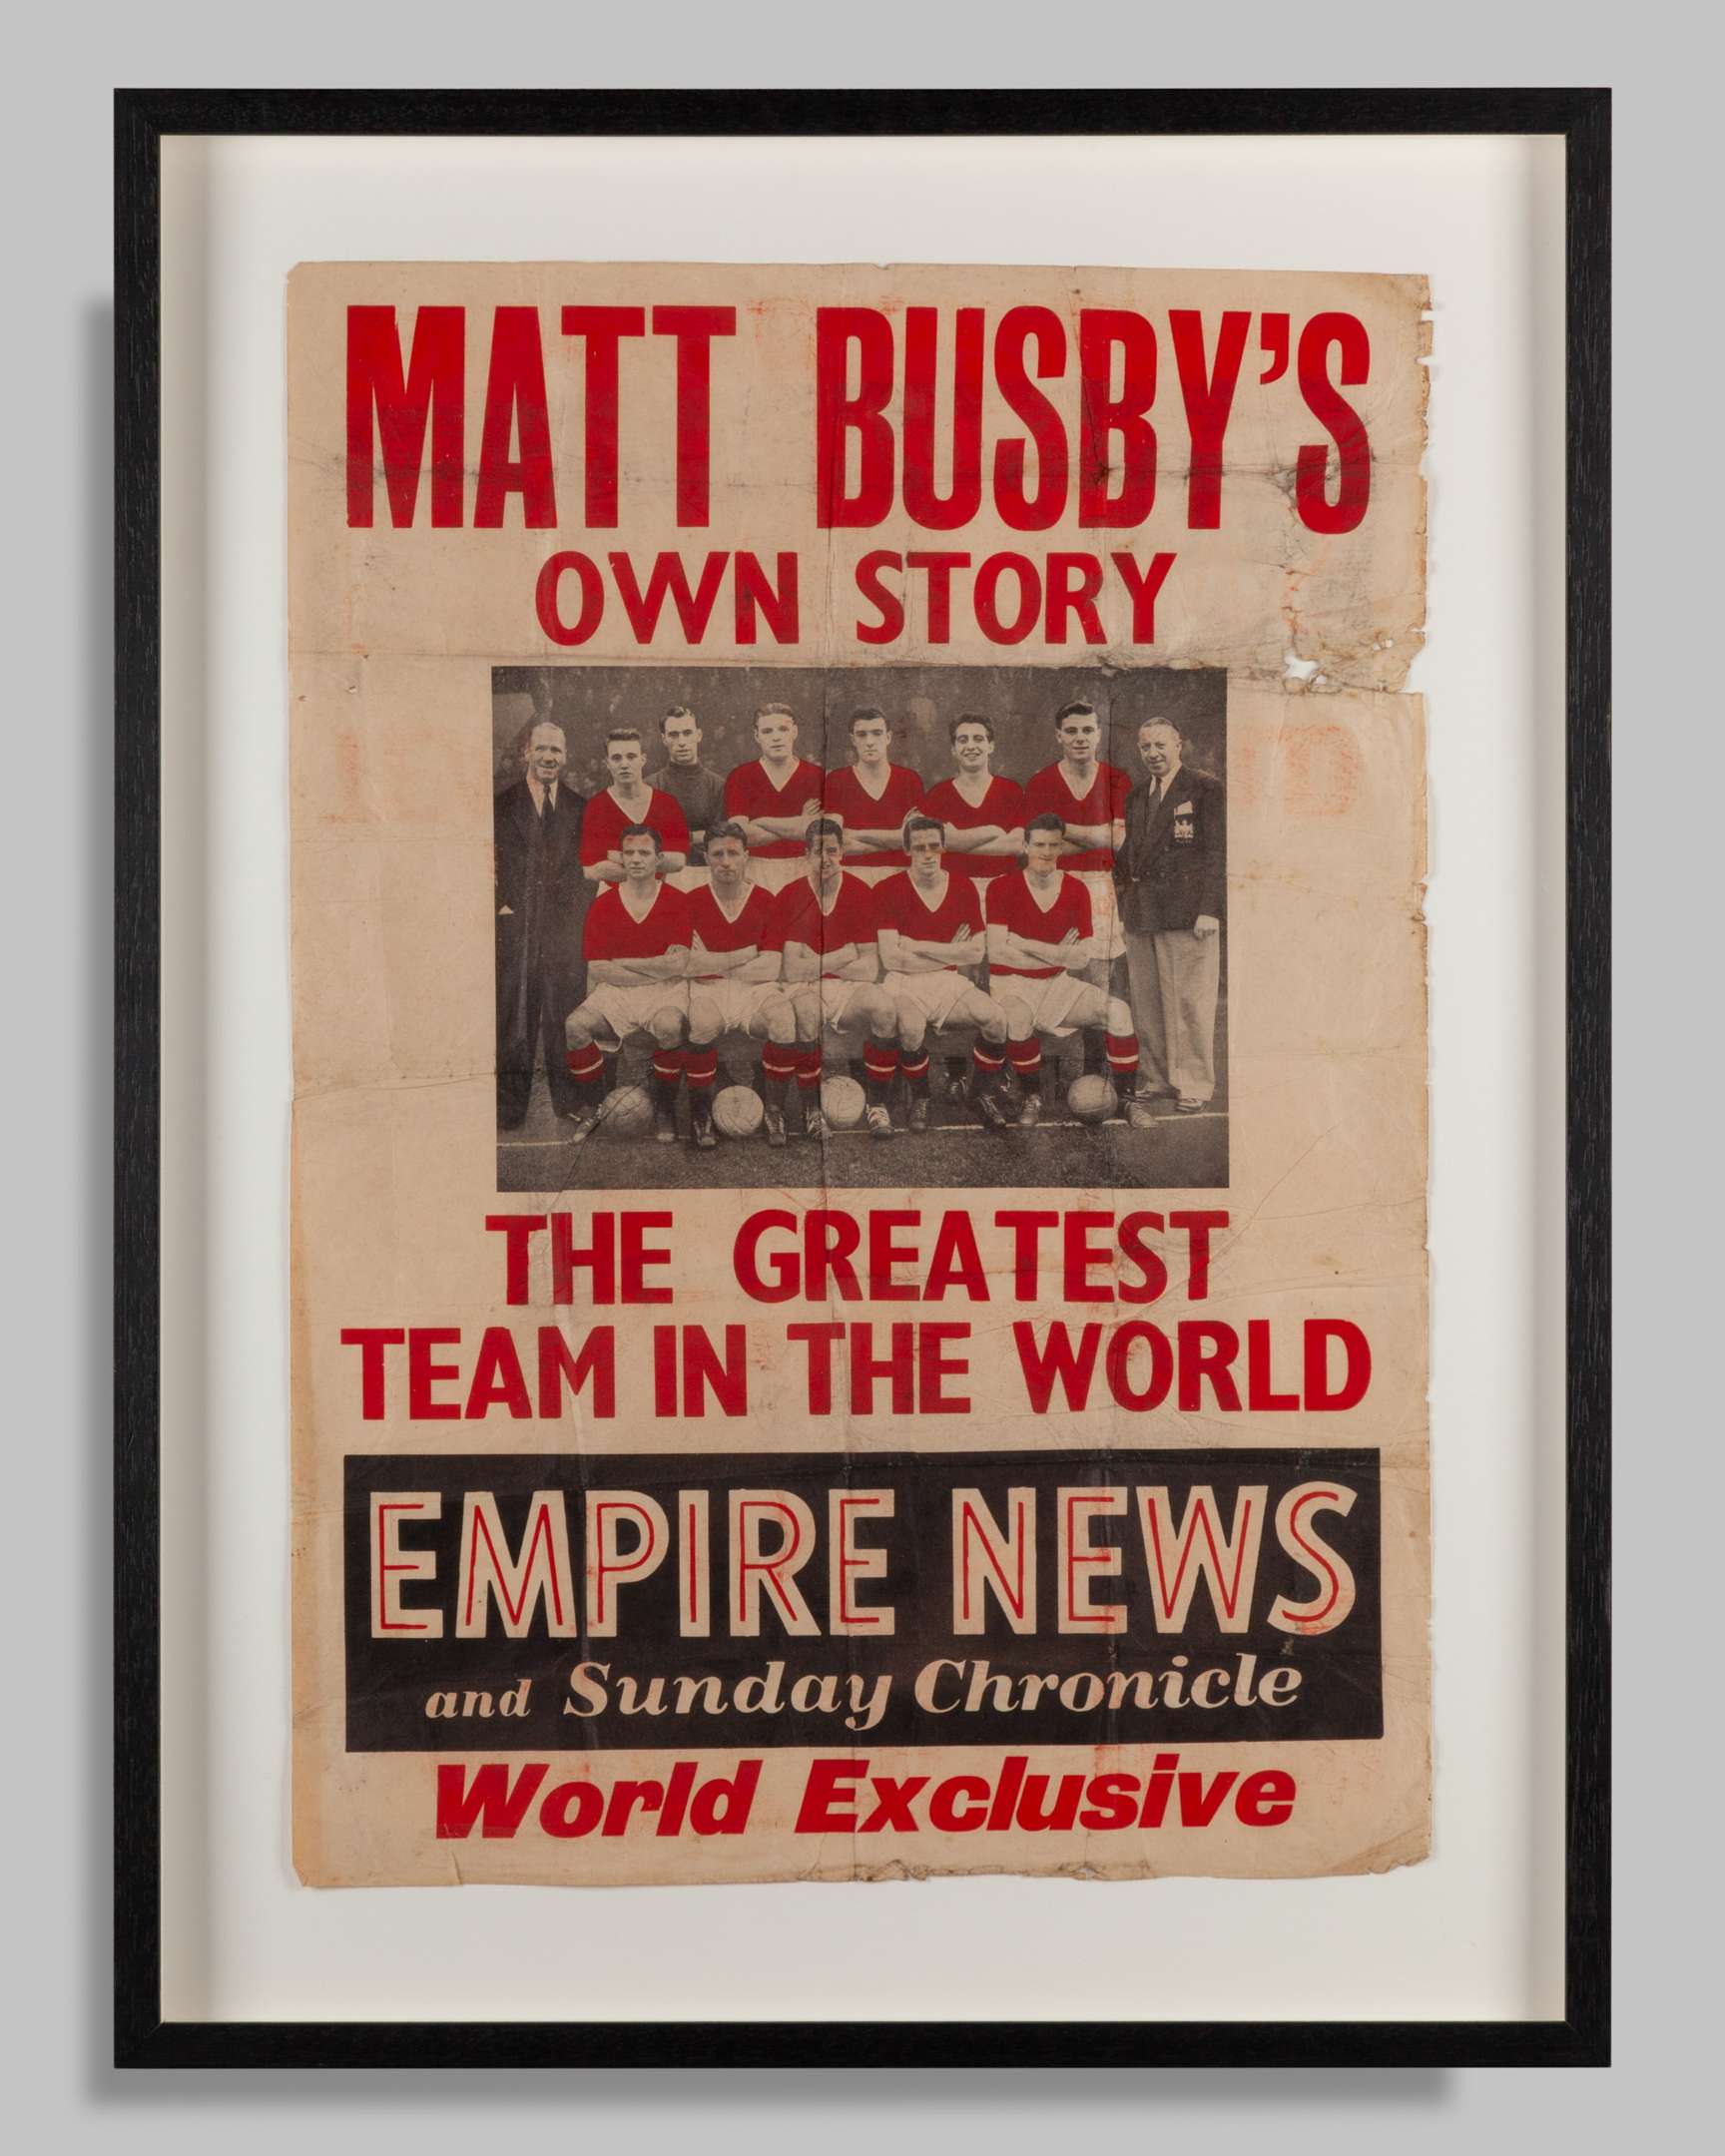 MATT BUSBY'S
OWN STORY
THE GREATEST
TEAM IN THE WORLD
EMPIRE NEWS
and Sunday Chronicle
World Exclusive